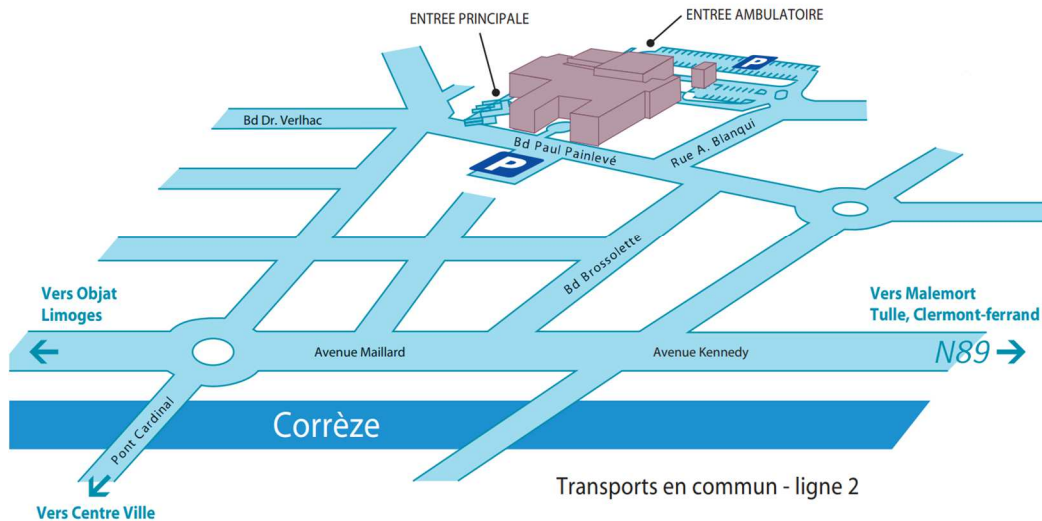 ENTREE PRINCIPALE
ENTREE AMBULATOIRE
P
P
Bd Dr. Verlhac
Bd Paul Painlevé
Rue A. Blanqui
P
Bd Brossolette
Vers Objat
Limoges
Vers Malemort
Tulle, Clermont-ferrand
N89
Avenue Maillard
Avenue Kennedy
Pont Cardinal
Corrèze
Vers Centre Ville
Transports en commun - ligne 2